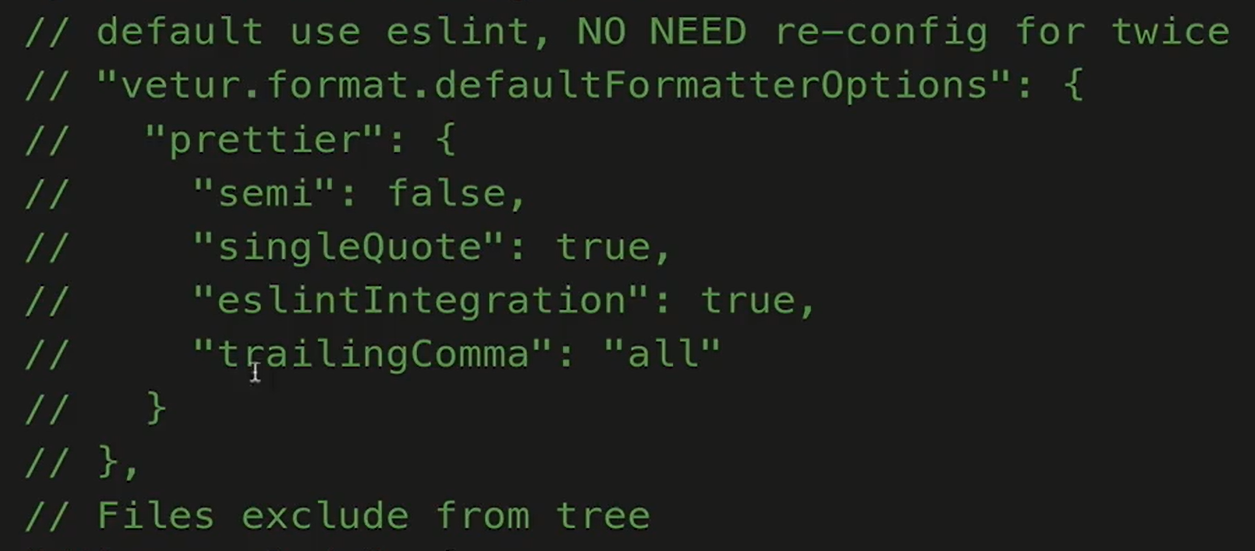 // default use eslint, NO NEED re-config for twice
// "vetur.format.defaultFormatterOptions": {
//   "prettier": {
//     "semi": false,
//     "singleQuote": true,
//     "eslintIntegration": true,
//     "trailingComma": "all"
//   }
// },
// Files exclude from tree